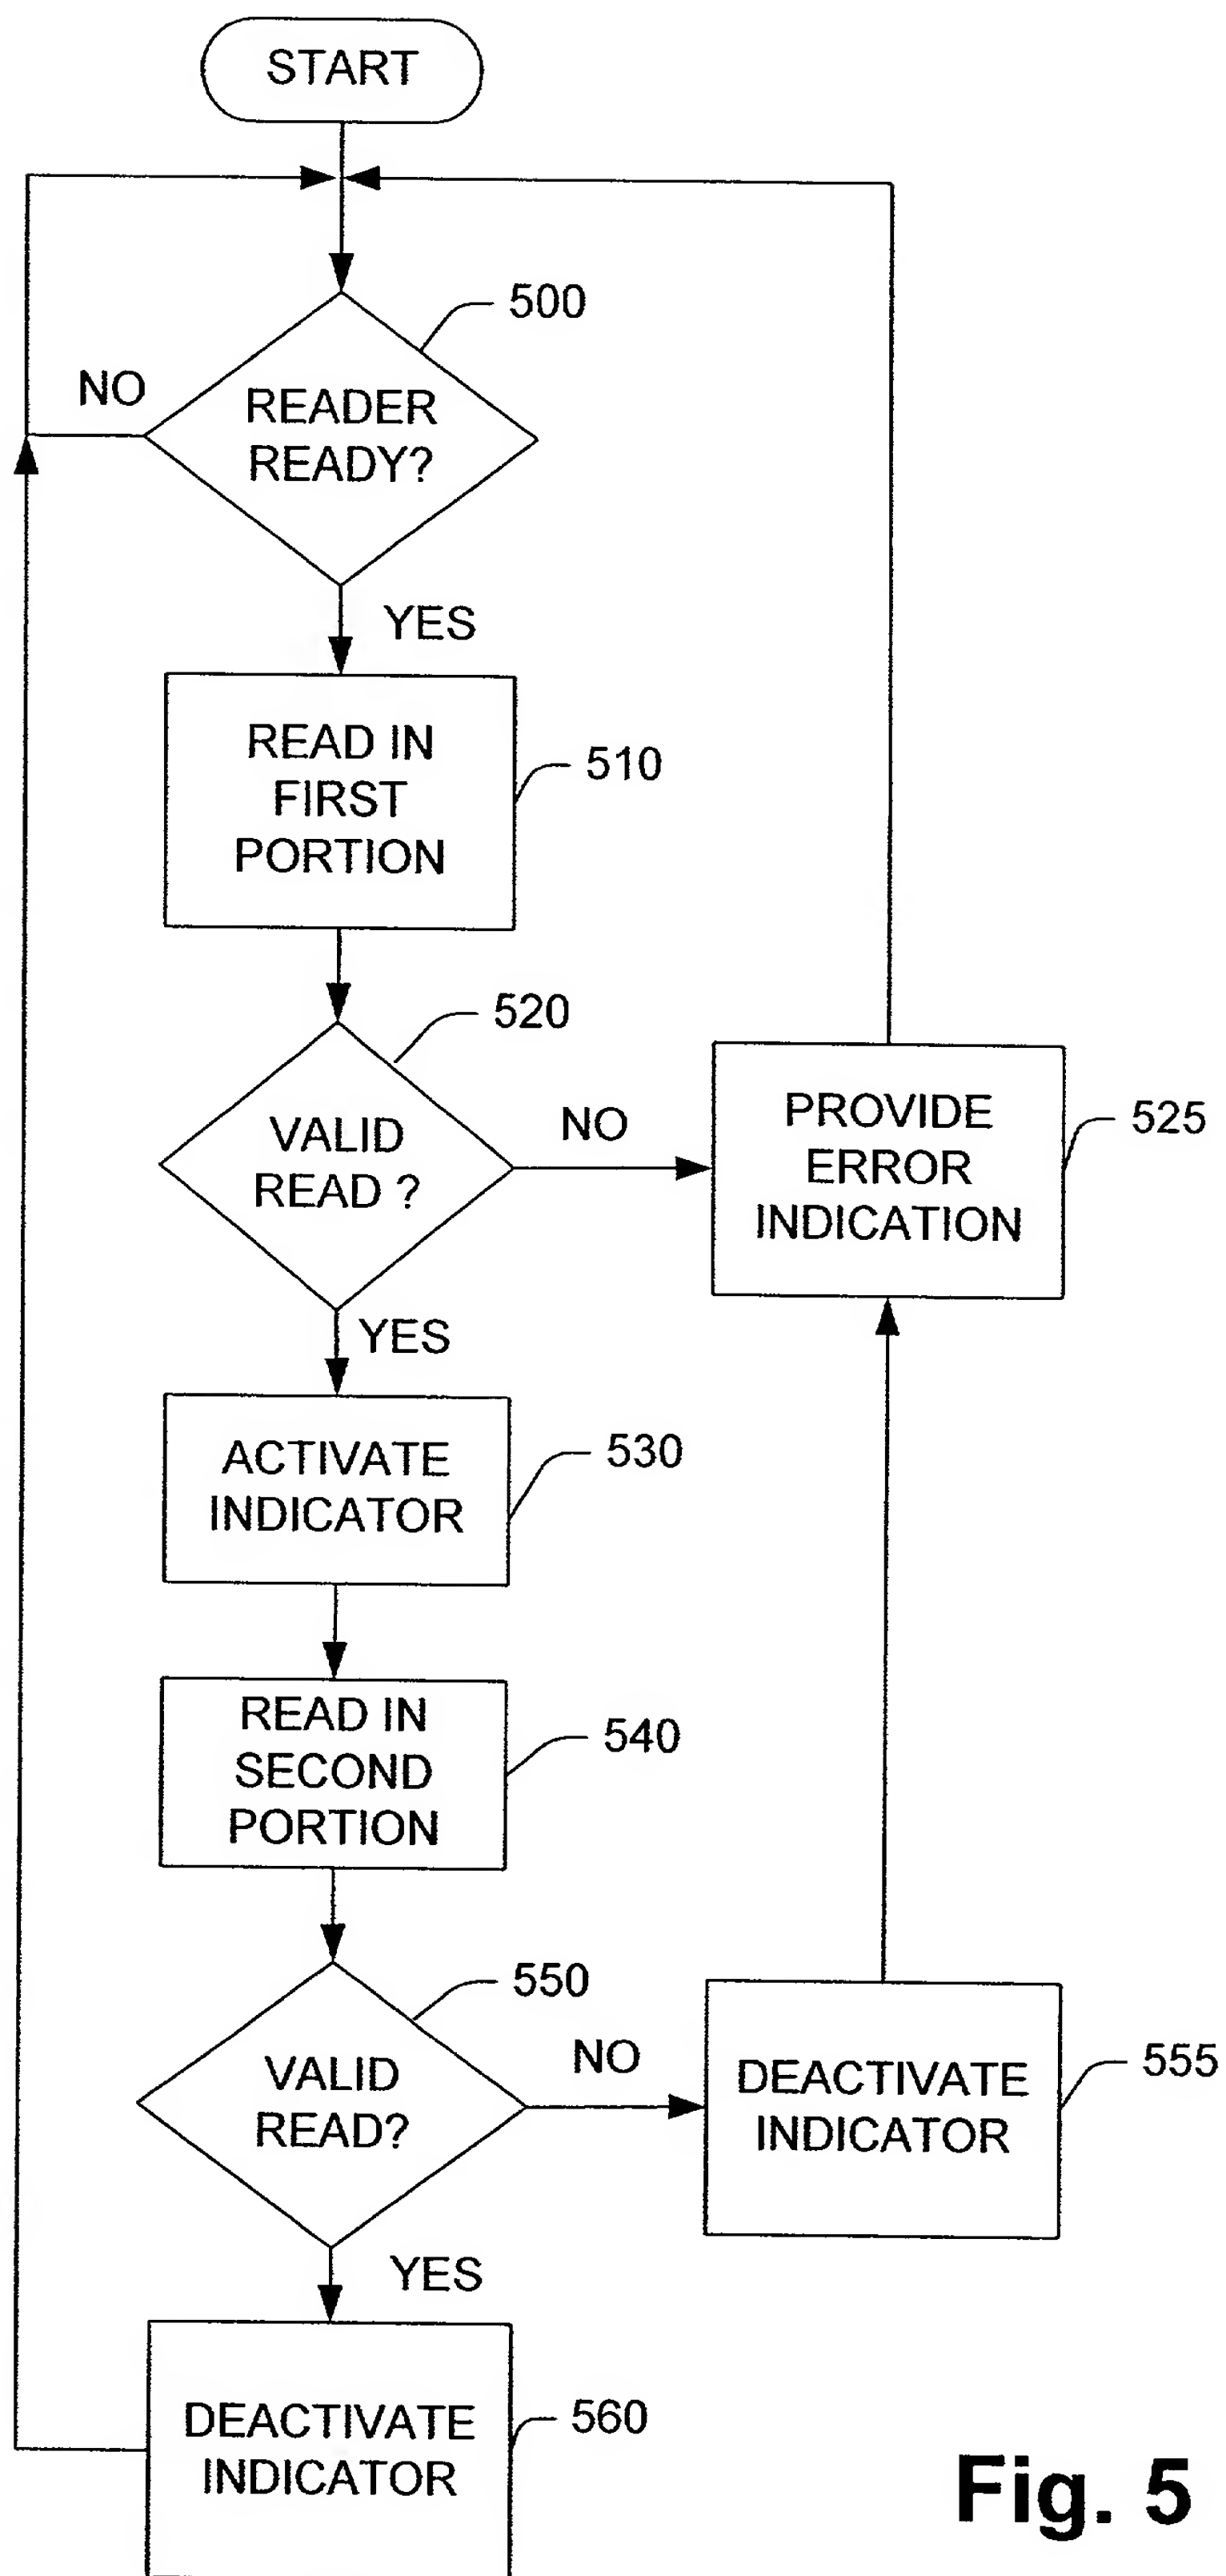 START
500
NO
READER
READY?
YES
READ IN
FIRST
PORTION
510
520
VALID
READ ?
NO
PROVIDE
ERROR
INDICATION
525
YES
ACTIVATE
INDICATOR
530
READ IN
SECOND
PORTION
540
550
VALID
READ?
NO
DEACTIVATE
INDICATOR
555
YES
DEACTIVATE
INDICATOR
560
Fig. 5